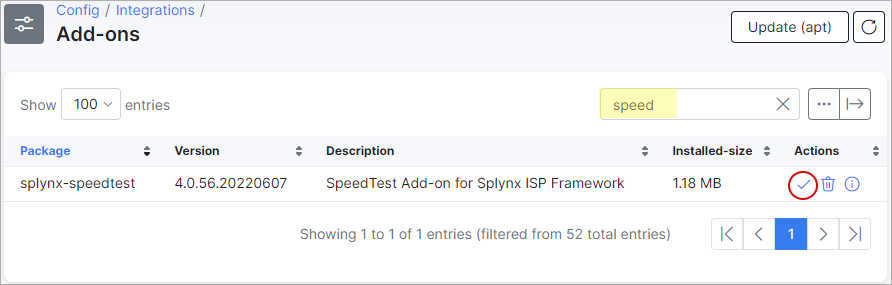 Config / Integrations /
Add-ons
Update (apt)
Show 100 entries
speed
Package Version Description Installed-size Actions
splynx-speedtest 4.0.56.20220607 SpeedTest Add-on for Splynx ISP Framework 1.18 MB
Showing 1 to 1 of 1 entries (filtered from 52 total entries)
1